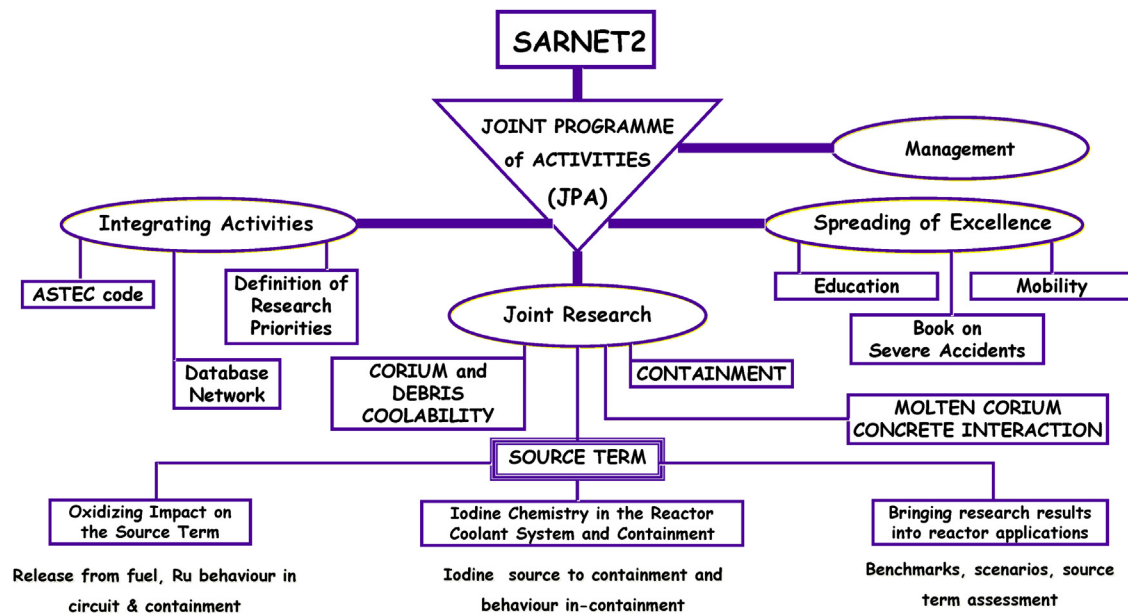 SARNET2
JOINT PROGRAMME
of ACTIVITIES
(JPA)
Management
Integrating Activities
Spreading of Excellence
ASTEC code
Definition of
Research
Priorities
Database
Network
Education
Mobility
Book on
Severe Accidents
Joint Research
CORIUM and
DEBRIS
COOLABILITY
CONTAINMENT
MOLTEN CORIUM
CONCRETE INTERACTION
SOURCE TERM
Oxidizing Impact on
the Source Term
Iodine Chemistry in the Reactor
Coolant System and Containment
Bringing research results
into reactor applications
Release from fuel, Ru behaviour in
circuit & containment
Iodine source to containment and
behaviour in-containment
Benchmarks, scenarios, source
term assessment